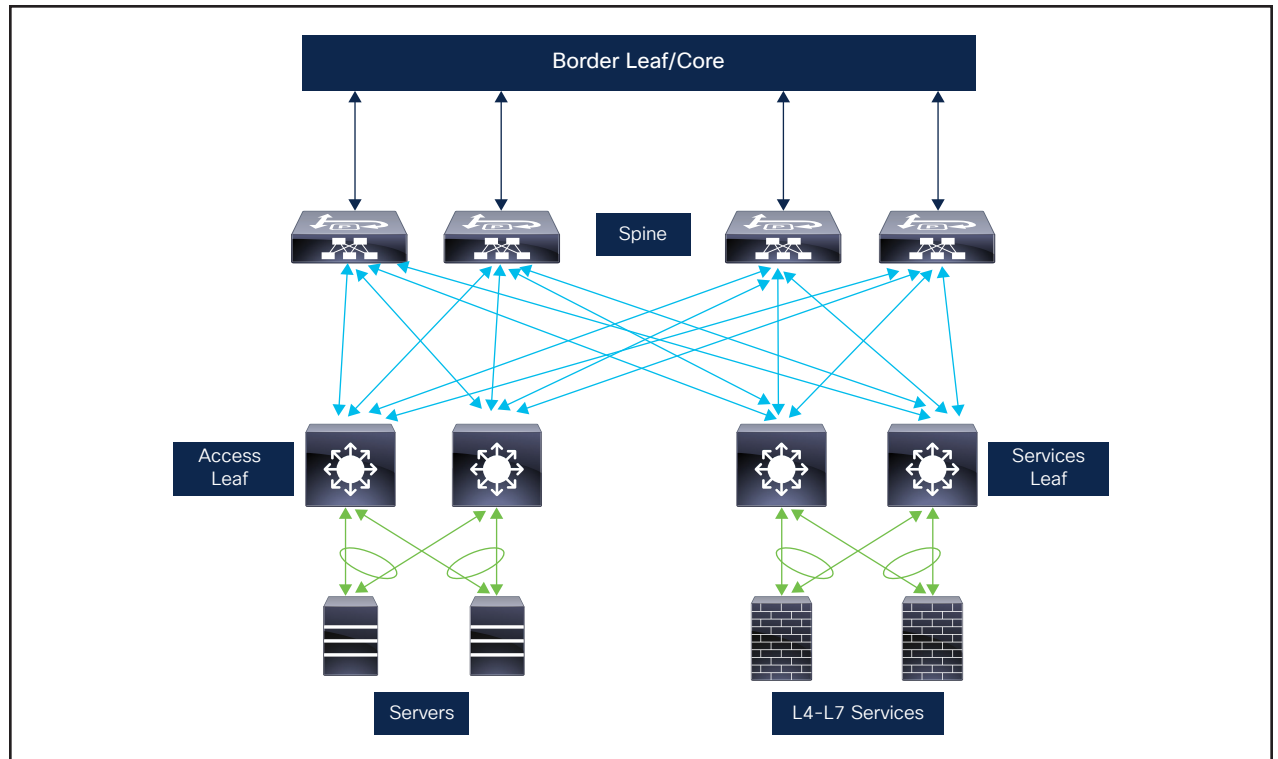 Border Leaf/Core
Spine
Access
Leaf
Services
Leaf
Servers
L4-L7 Services